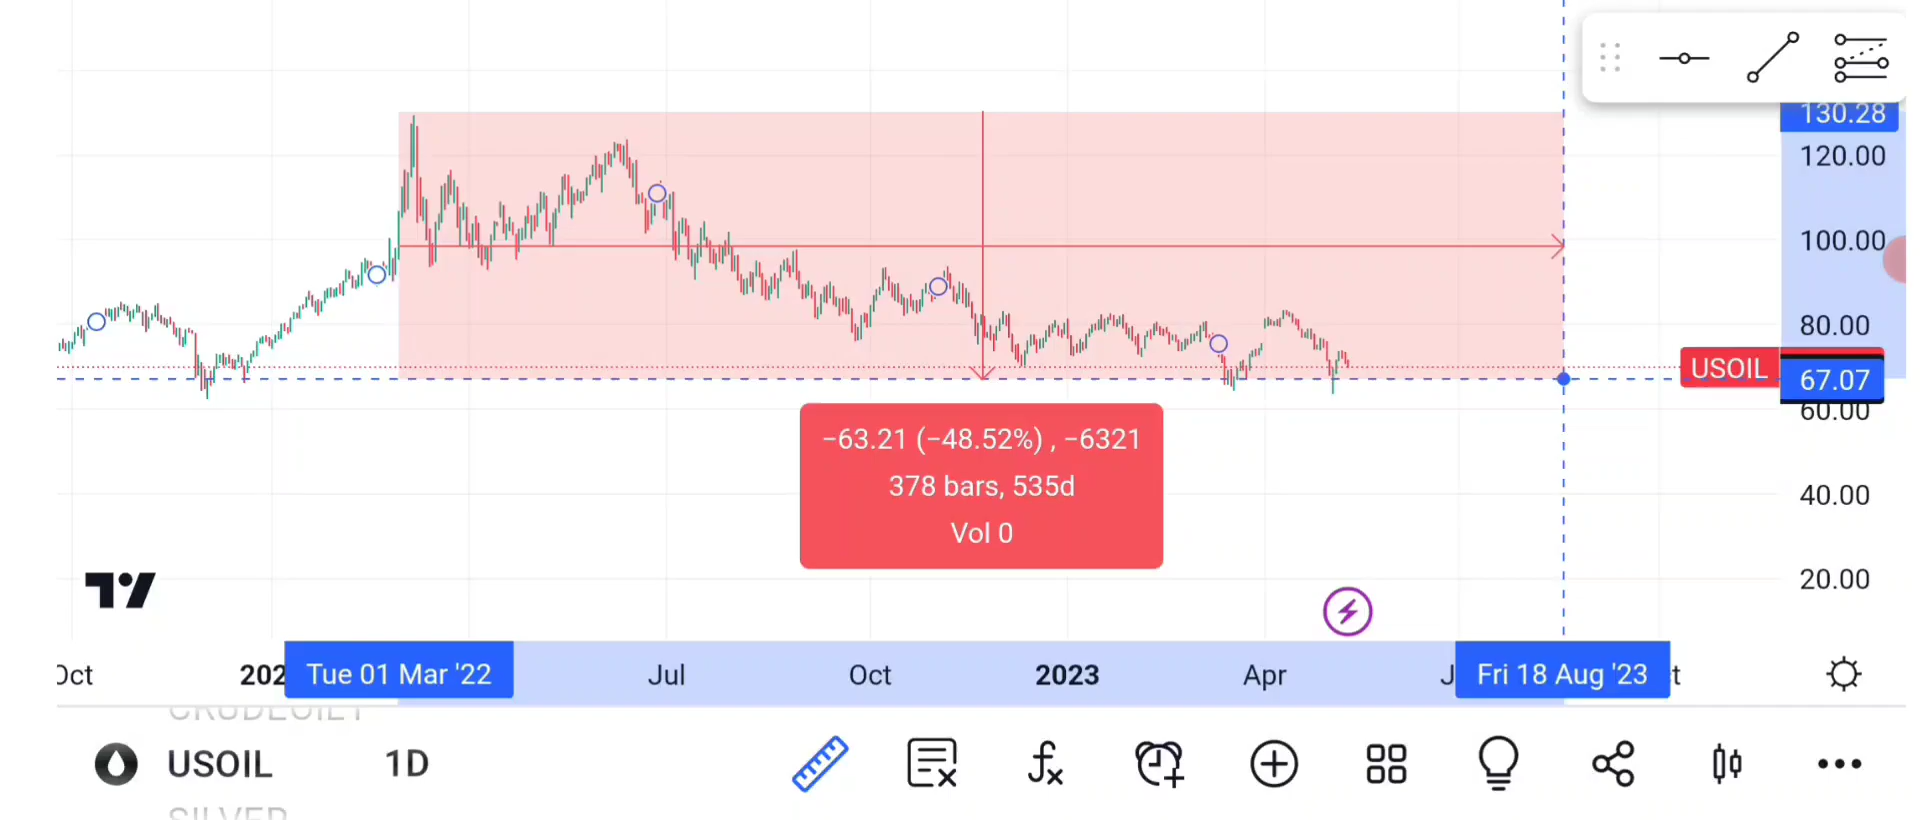 130.28
120.00
100.00
80.00
USOIL
67.07
60.00
40.00
20.00
−63.21 (−48.52%) , −6321
378 bars, 535d
Vol 0
Oct 202 Tue 01 Mar '22 Jul Oct 2023 Apr J Fri 18 Aug '23 t
CRUDEOIL1
USOIL 1D
SILVER